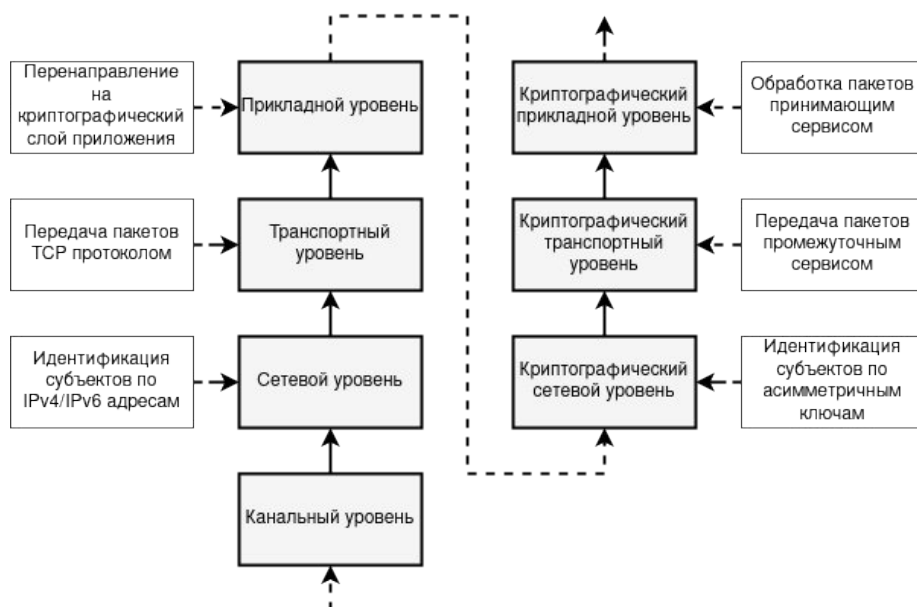 Перенаправление
на
криптографический
слой приложения
Прикладной уровень
Криптографический
прикладной уровень
Обработка пакетов
принимающим
сервисом
Передача пакетов
TCP протоколом
Транспортный
уровень
Криптографический
транспортный
уровень
Передача пакетов
промежуточным
сервисом
Идентификация
субъектов по
IPv4/IPv6 адресам
Сетевой уровень
Криптографический
сетевой уровень
Идентификация
субъектов по
асимметричным
ключам
Канальный уровень